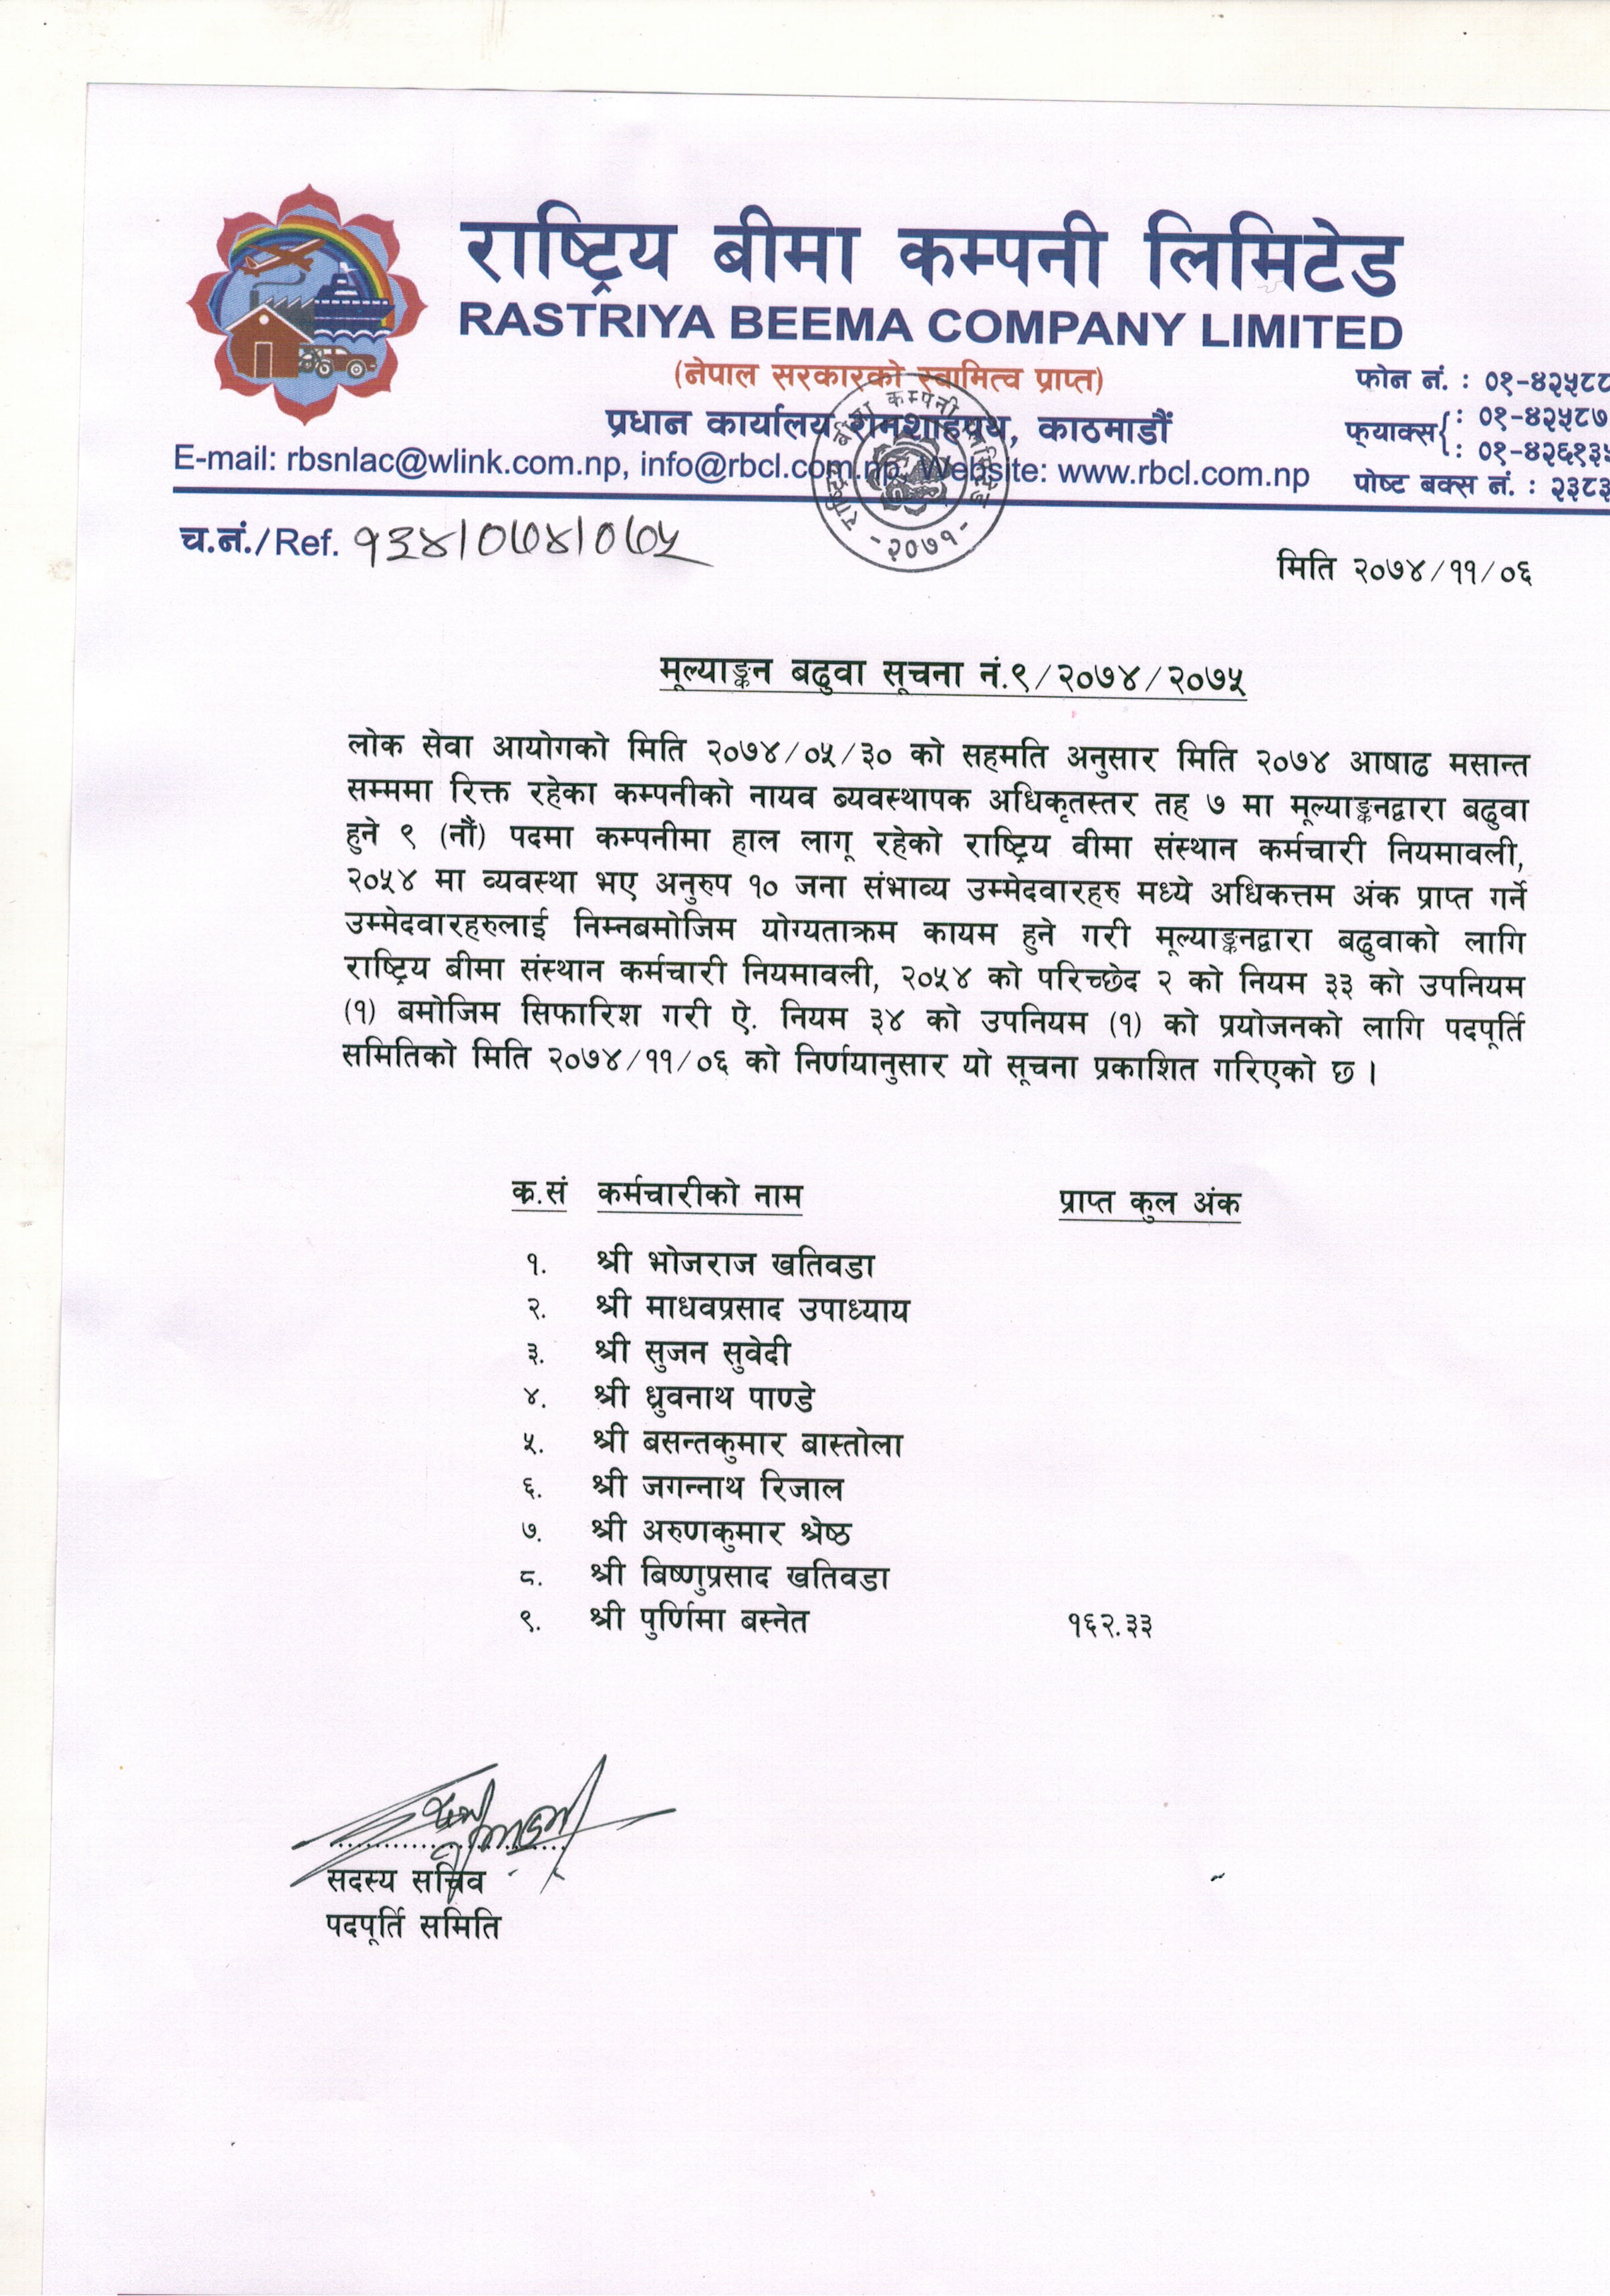 राष्ट्रिय बीमा कम्पनी लिमिटेड
RASTRIYA BEEMA COMPANY LIMITED
(नेपाल सरकारको स्वामित्व प्राप्त)
फोन नं. : ०१-४२५८८
प्रधान कार्यालय रामशाहपथ, काठमाडौं
फ्याक्स : ०१-४२५८७
: ०१-४२६१३५
E-mail: rbsnlac@wlink.com.np, info@rbcl.com.np, Website: www.rbcl.com.np
पोष्ट बक्स नं. : २३८३
राष्ट्रिय बीमा कम्पनी लिमिटेड
-२०७१-
च.नं./Ref. १३४/०७४/०७५
मिति २०७४/११/०६
मूल्याङ्कन बढुवा सूचना नं.९/२०७४/२०७५
लोक सेवा आयोगको मिति २०७४/०५/३० को सहमति अनुसार मिति २०७४ आषाढ मसान्त
सम्ममा रिक्त रहेका कम्पनीको नायव ब्यवस्थापक अधिकृतस्तर तह ७ मा मूल्याङ्कनद्वारा बढुवा
हुने ९ (नौं) पदमा कम्पनीमा हाल लागू रहेको राष्ट्रिय वीमा संस्थान कर्मचारी नियमावली,
२०५४ मा व्यवस्था भए अनुरुप १० जना संभाव्य उम्मेदवारहरु मध्ये अधिकत्तम अंक प्राप्त गर्ने
उम्मेदवारहरुलाई निम्नबमोजिम योग्यताक्रम कायम हुने गरी मूल्याङ्कनद्वारा बढुवाको लागि
राष्ट्रिय बीमा संस्थान कर्मचारी नियमावली, २०५४ को परिच्छेद २ को नियम ३३ को उपनियम
(१) बमोजिम सिफारिश गरी ऐ. नियम ३४ को उपनियम (१) को प्रयोजनको लागि पदपूर्ति
समितिको मिति २०७४/११/०६ को निर्णयानुसार यो सूचना प्रकाशित गरिएको छ ।
क्र.सं कर्मचारीको नाम प्राप्त कुल अंक
१. श्री भोजराज खतिवडा
२. श्री माधवप्रसाद उपाध्याय
३. श्री सुजन सुवेदी
४. श्री ध्रुवनाथ पाण्डे
५. श्री बसन्तकुमार बास्तोला
६. श्री जगन्नाथ रिजाल
७. श्री अरुणकुमार श्रेष्ठ
८. श्री बिष्णुप्रसाद खतिवडा
९. श्री पुर्णिमा बस्नेत १६२.३३
सदस्य सचिव
पदपूर्ति समिति